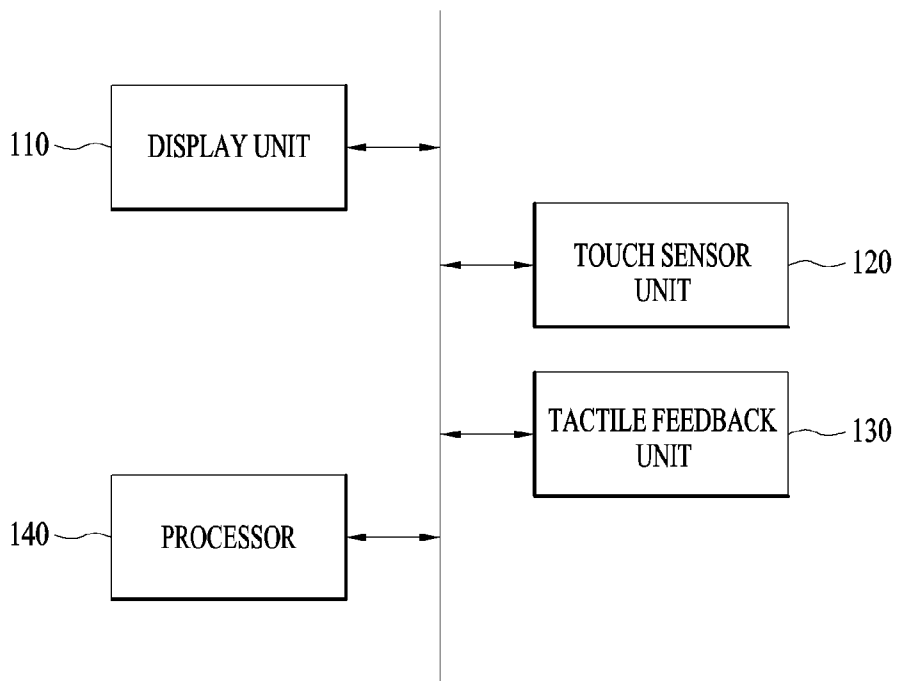 110
DISPLAY UNIT
TOUCH SENSOR
UNIT
120
TACTILE FEEDBACK
UNIT
130
140
PROCESSOR